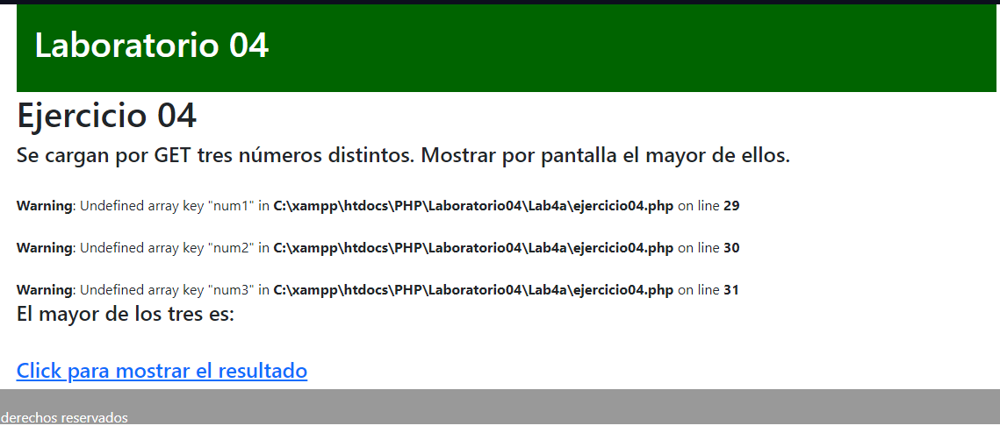 Laboratorio 04
Ejercicio 04
Se cargan por GET tres números distintos. Mostrar por pantalla el mayor de ellos.
Warning: Undefined array key "num1" in C:\xampp\htdocs\PHP\Laboratorio04\Lab4a\ejercicio04.php on line 29
Warning: Undefined array key "num2" in C:\xampp\htdocs\PHP\Laboratorio04\Lab4a\ejercicio04.php on line 30
Warning: Undefined array key "num3" in C:\xampp\htdocs\PHP\Laboratorio04\Lab4a\ejercicio04.php on line 31
El mayor de los tres es:
Click para mostrar el resultado
derechos reservados